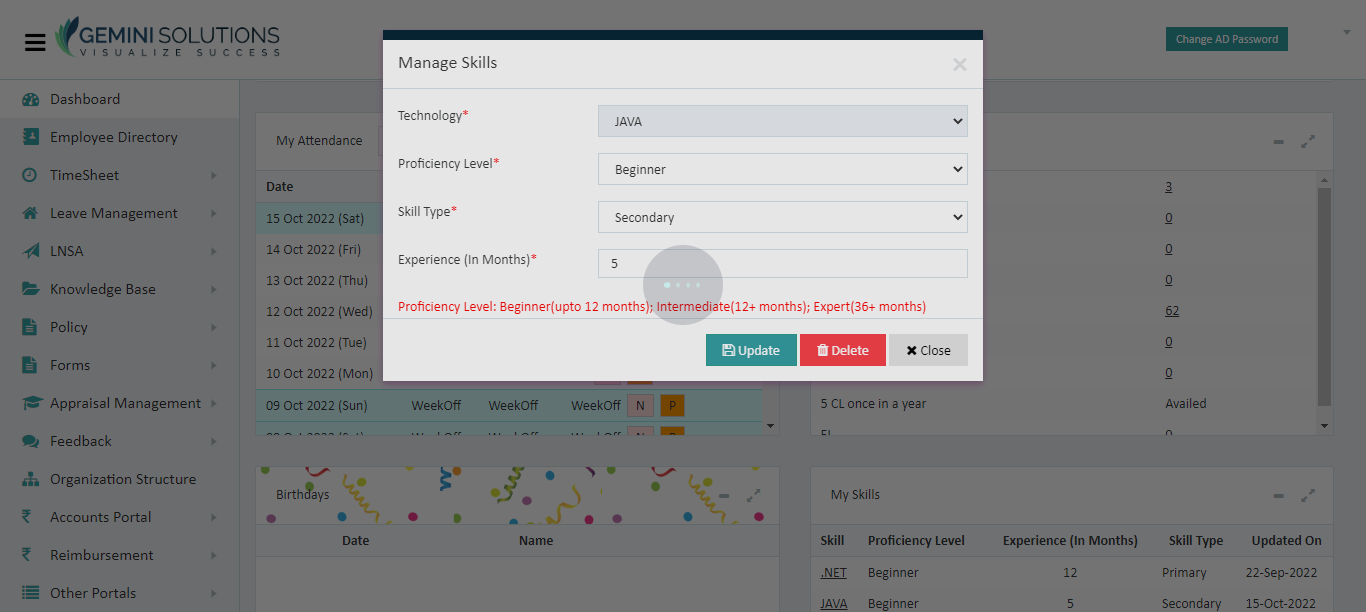 GEMINI SOLUTIONS
VISUALIZE SUCCESS
Change AD Password
Dashboard
Employee Directory
TimeSheet
Leave Management
LNSA
Knowledge Base
Policy
Forms
Appraisal Management
Feedback
Organization Structure
Accounts Portal
Reimbursement
Other Portals
Manage Skills
Technology*
JAVA
Proficiency Level*
Beginner
Skill Type*
Secondary
Experience (In Months)*
5
Proficiency Level: Beginner(upto 12 months); Intermediate(12+ months); Expert(36+ months)
Update
Delete
Close
My Attendance
Date
15 Oct 2022 (Sat)
14 Oct 2022 (Fri)
13 Oct 2022 (Thu)
12 Oct 2022 (Wed)
11 Oct 2022 (Tue)
10 Oct 2022 (Mon)
09 Oct 2022 (Sun) WeekOff WeekOff WeekOff N P
3
0
0
0
62
0
0
5 CL once in a year Availed
Birthdays
Date Name
My Skills
Skill Proficiency Level Experience (In Months) Skill Type Updated On
.NET Beginner 12 Primary 22-Sep-2022
JAVA Beginner 5 Secondary 15-Oct-2022